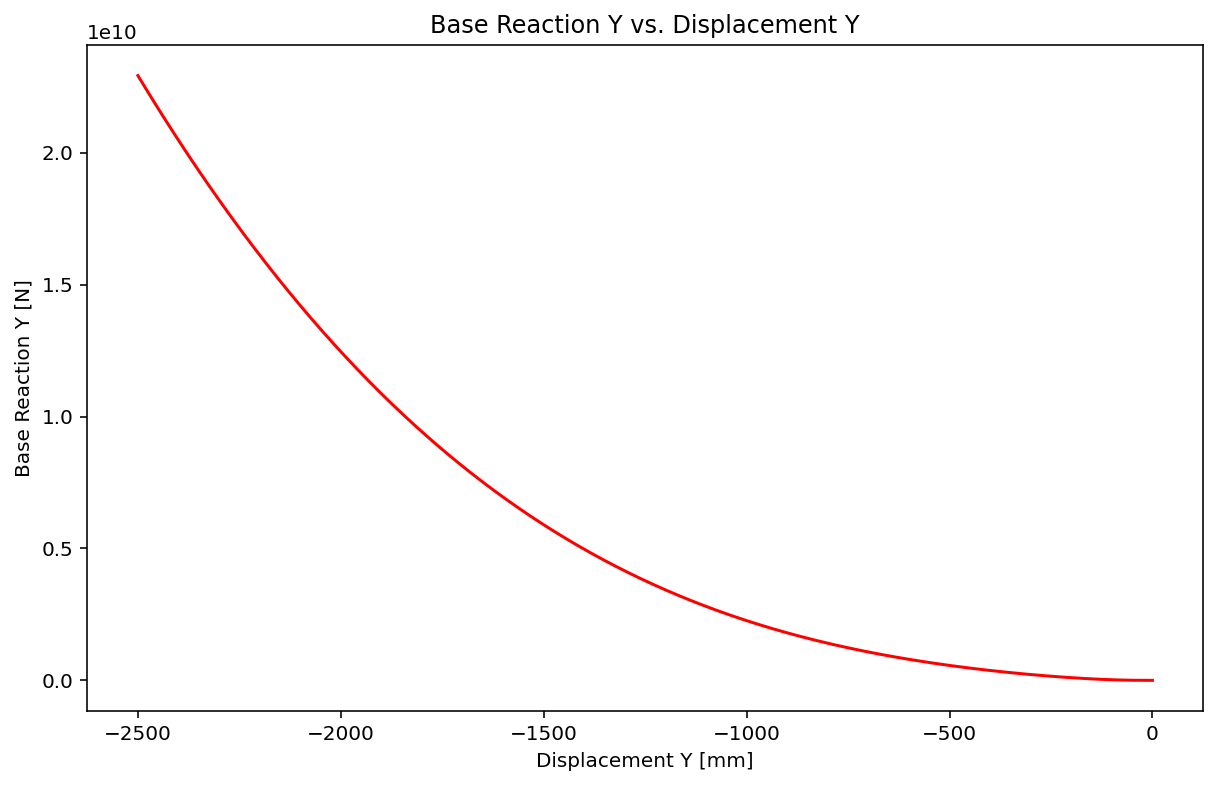 Base Reaction Y vs. Displacement Y
1e10
2.0
1.5
1.0
0.5
0.0
Base Reaction Y [N]
−2500
−2000
−1500
−1000
−500
0
Displacement Y [mm]